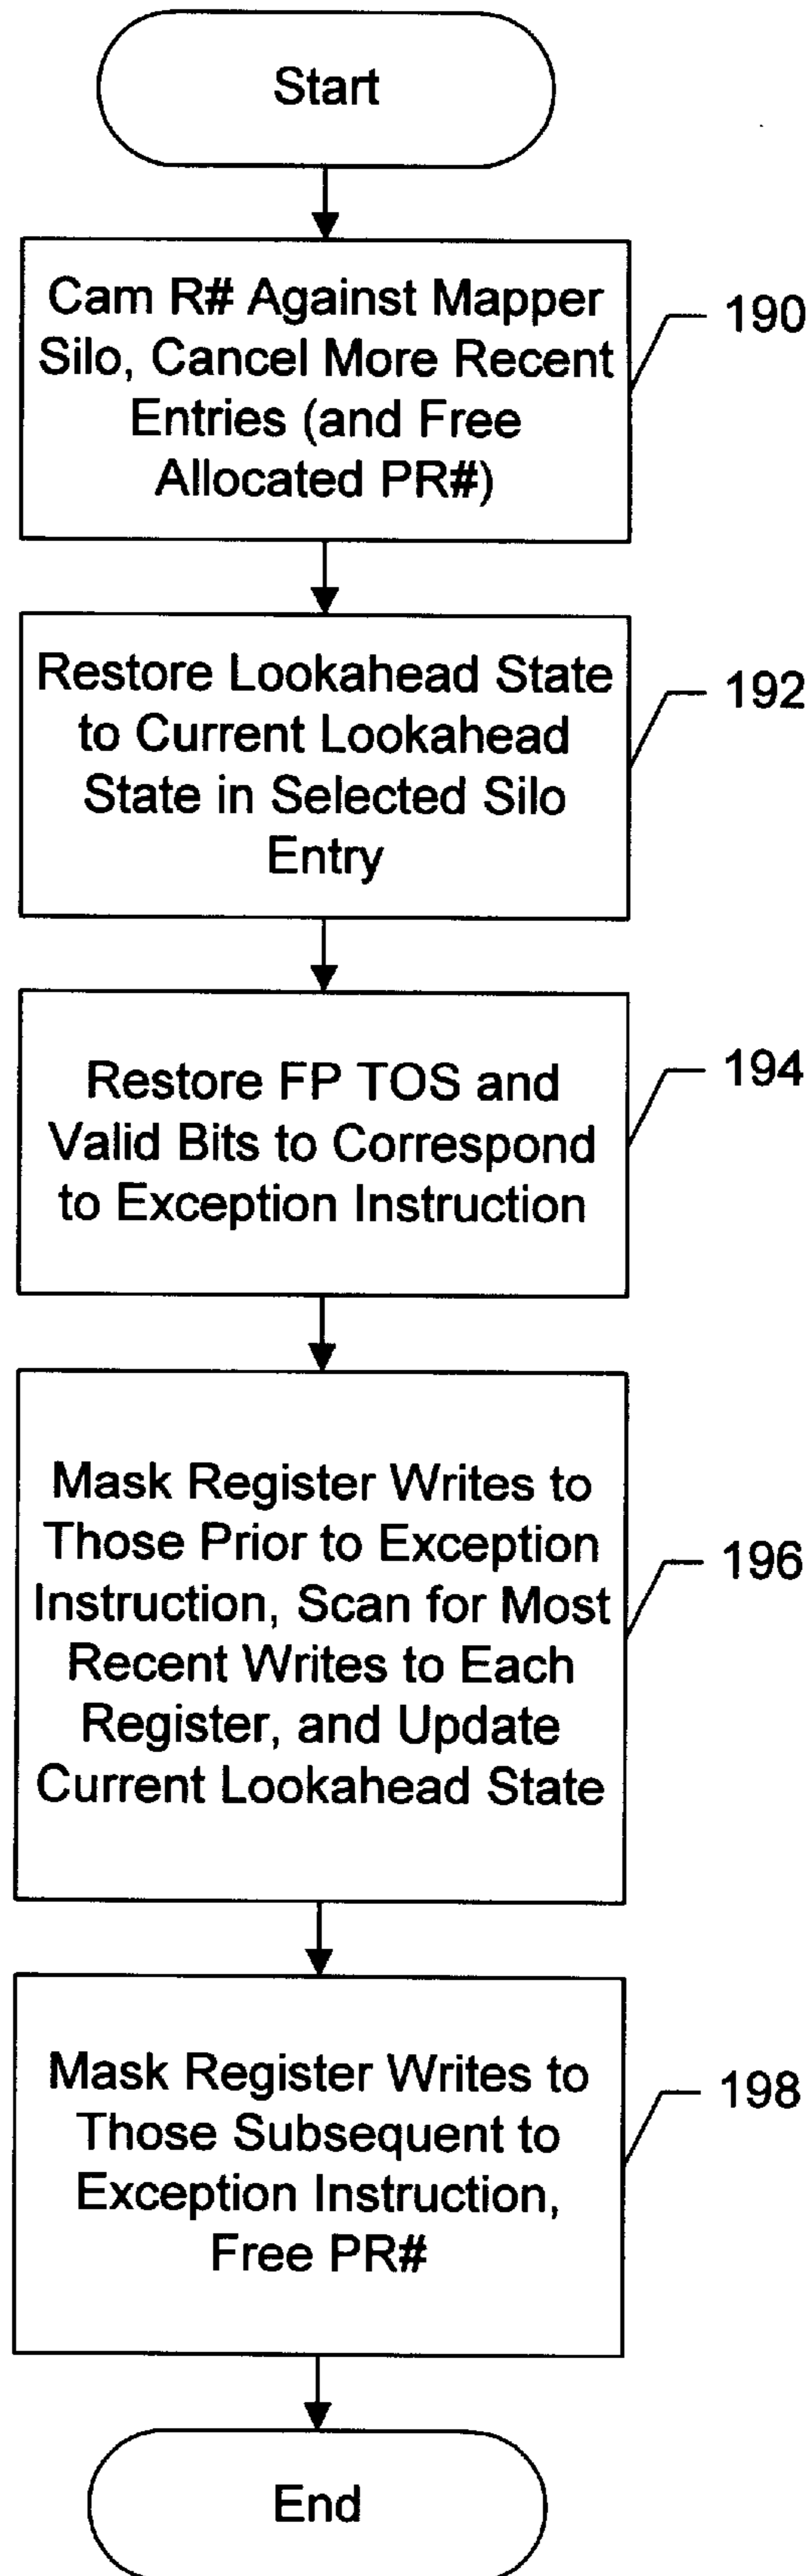 Start
Cam R# Against Mapper
Silo, Cancel More Recent
Entries (and Free
Allocated PR#)
190
Restore Lookahead State
to Current Lookahead
State in Selected Silo
Entry
192
Restore FP TOS and
Valid Bits to Correspond
to Exception Instruction
194
Mask Register Writes to
Those Prior to Exception
Instruction, Scan for Most
Recent Writes to Each
Register, and Update
Current Lookahead State
196
Mask Register Writes to
Those Subsequent to
Exception Instruction,
Free PR#
198
End